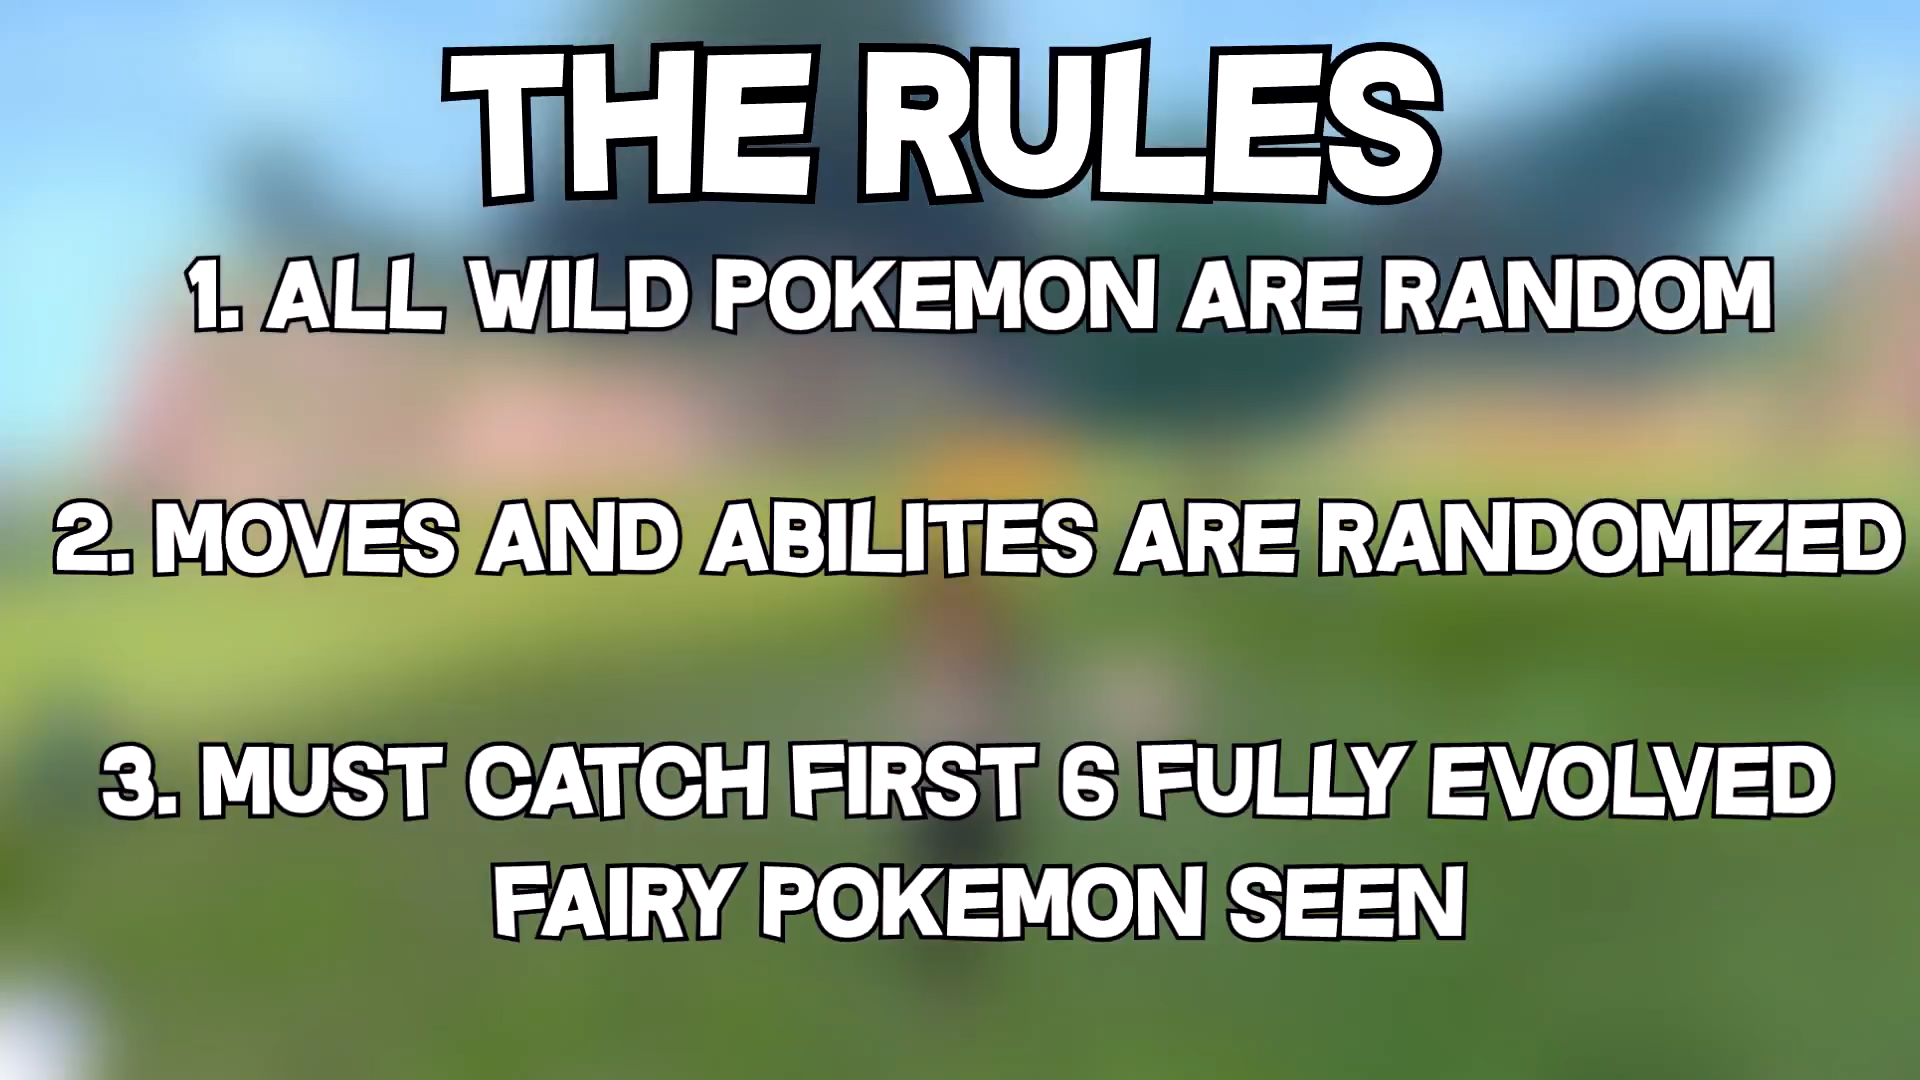 THE RULES
1. ALL WILD POKEMON ARE RANDOM
2. MOVES AND ABILITES ARE RANDOMIZED
3. MUST CATCH FIRST 6 FULLY EVOLVED
FAIRY POKEMON SEEN